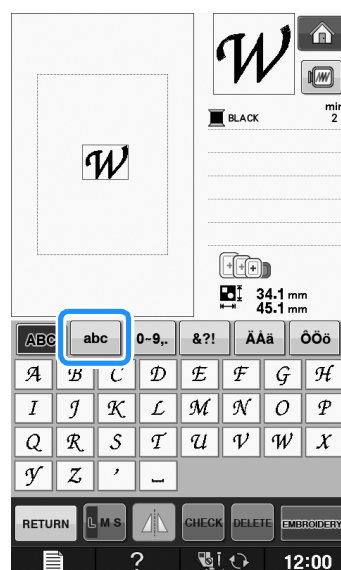 W
W
BLACK
min
2
34.1 mm
45.1 mm
ABC abc 0~9,. &?! ÄÅä ÔÖö
A B C D E F G H
I J K L M N O P
Q R S T U V W X
Y Z ’ ⎵
RETURN L M S CHECK DELETE EMBROIDERY
? 12:00